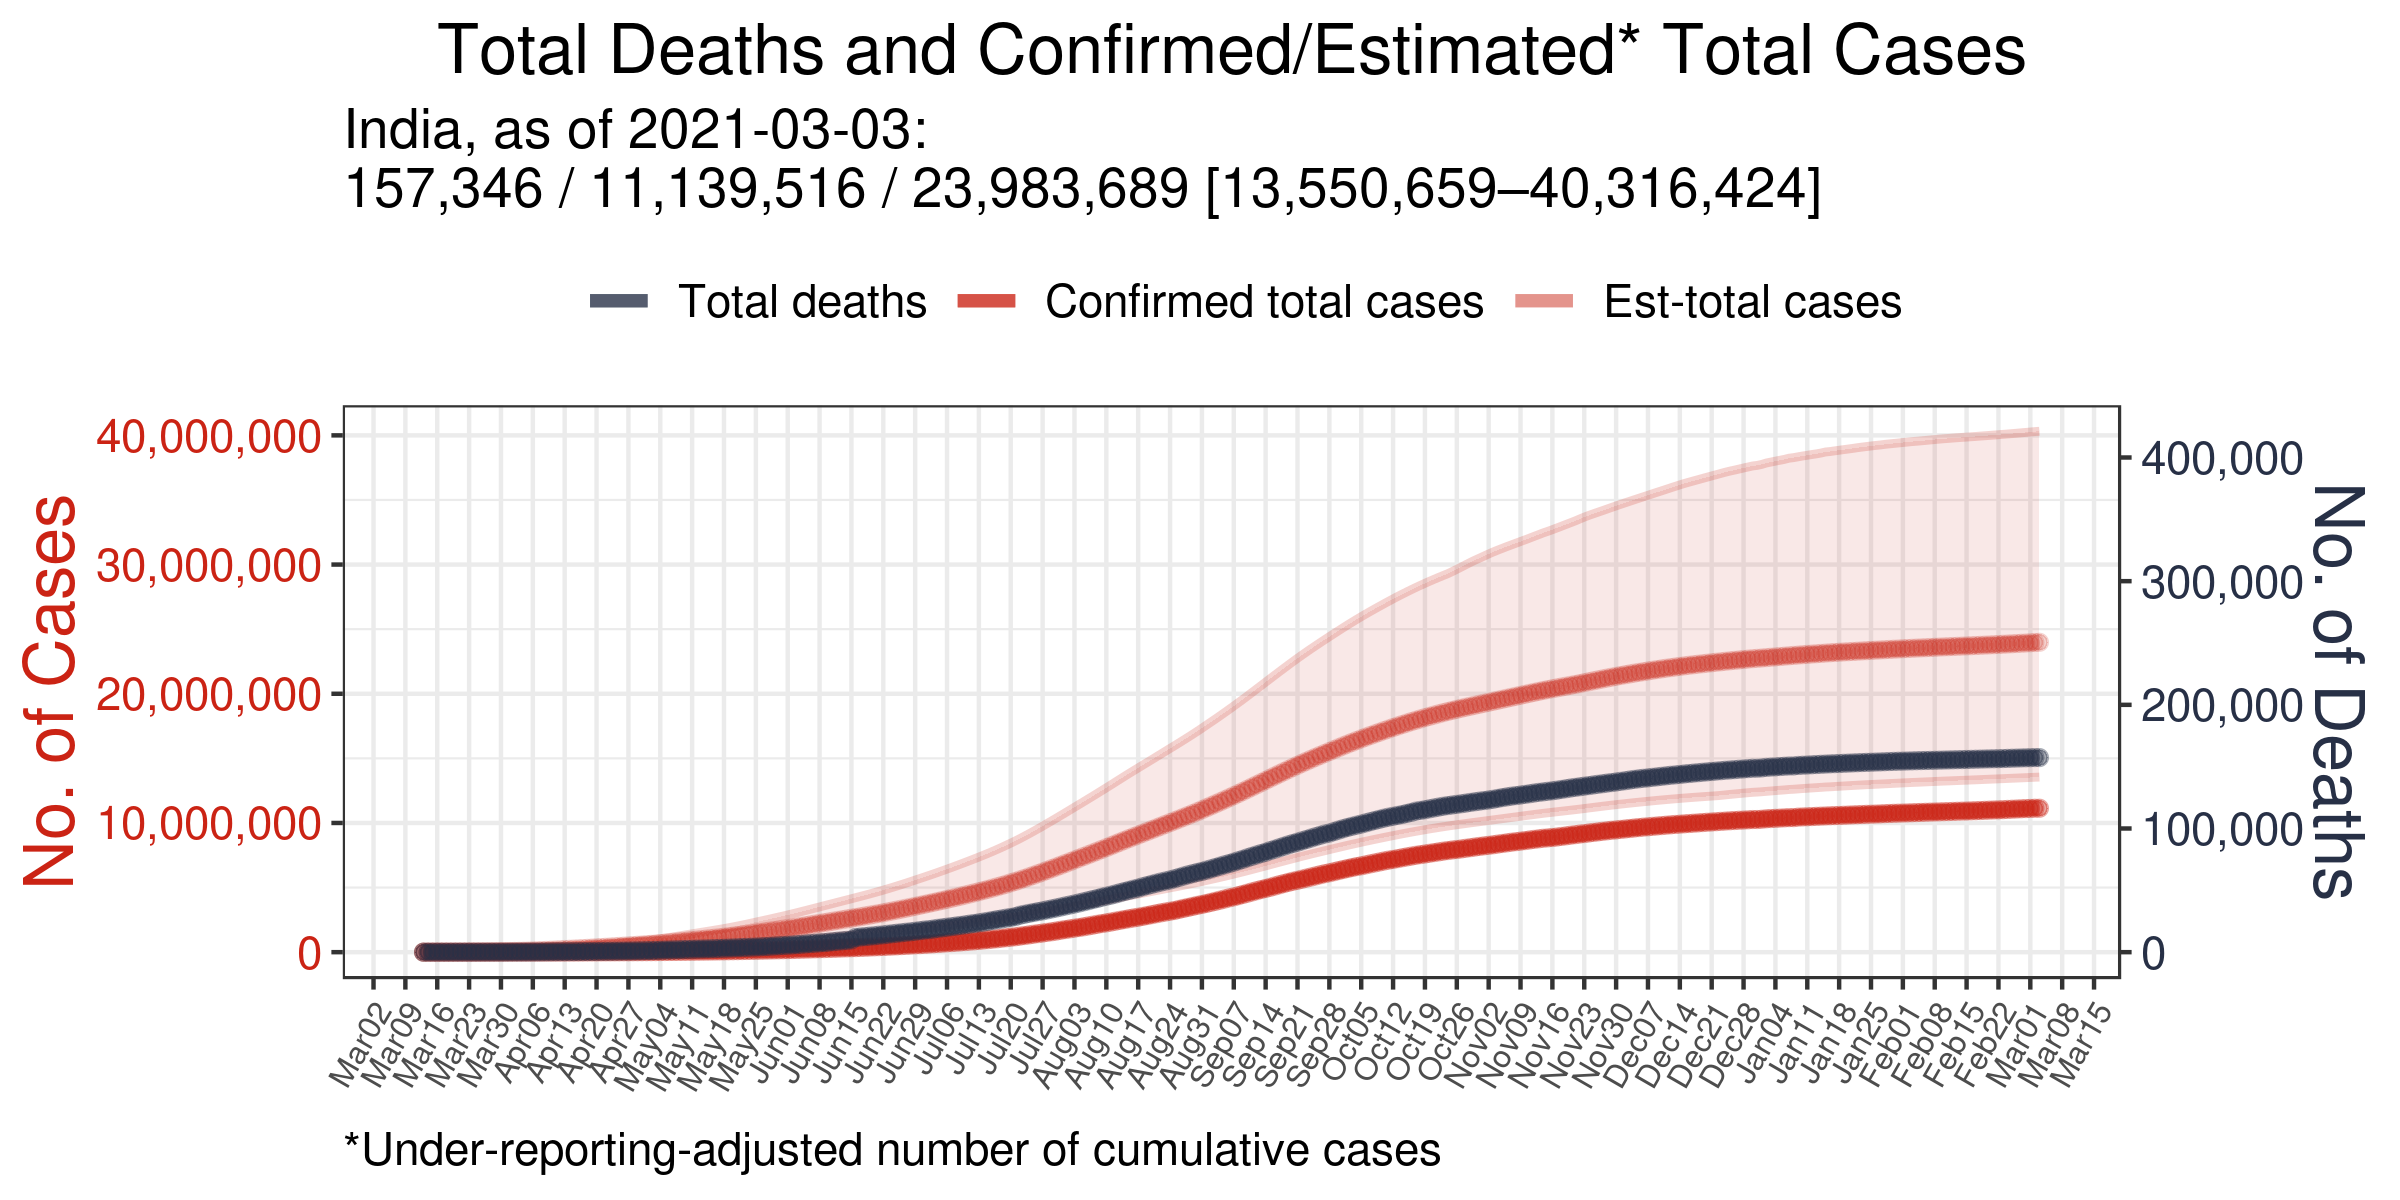 Total Deaths and Confirmed/Estimated* Total Cases
India, as of 2021-03-03:
157,346 / 11,139,516 / 23,983,689 [13,550,659–40,316,424]
Total deaths
Confirmed total cases
Est-total cases
No. of Cases
40,000,000
30,000,000
20,000,000
10,000,000
0
400,000
300,000
200,000
100,000
0
No. of Deaths
Mar02
Mar09
Mar16
Mar23
Mar30
Apr06
Apr13
Apr20
Apr27
May04
May11
May18
May25
Jun01
Jun08
Jun15
Jun22
Jun29
Jul06
Jul13
Jul20
Jul27
Aug03
Aug10
Aug17
Aug24
Aug31
Sep07
Sep14
Sep21
Sep28
Oct05
Oct12
Oct19
Oct26
Nov02
Nov09
Nov16
Nov23
Nov30
Dec07
Dec14
Dec21
Dec28
Jan04
Jan11
Jan18
Jan25
Feb01
Feb08
Feb15
Feb22
Mar01
Mar08
Mar15
*Under-reporting-adjusted number of cumulative cases